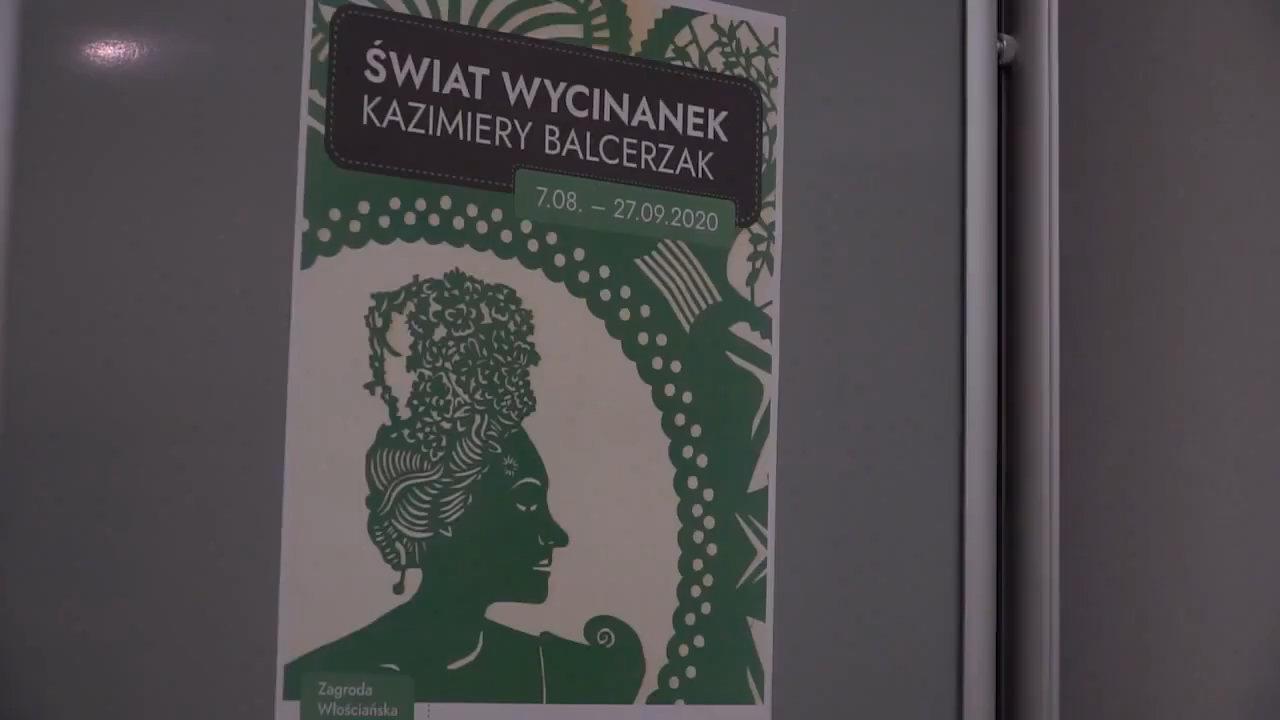 ŚWIAT WYCINANEK
KAZIMIERY BALCERZAK
7.08. – 27.09.2020
Zagroda
Włościańska